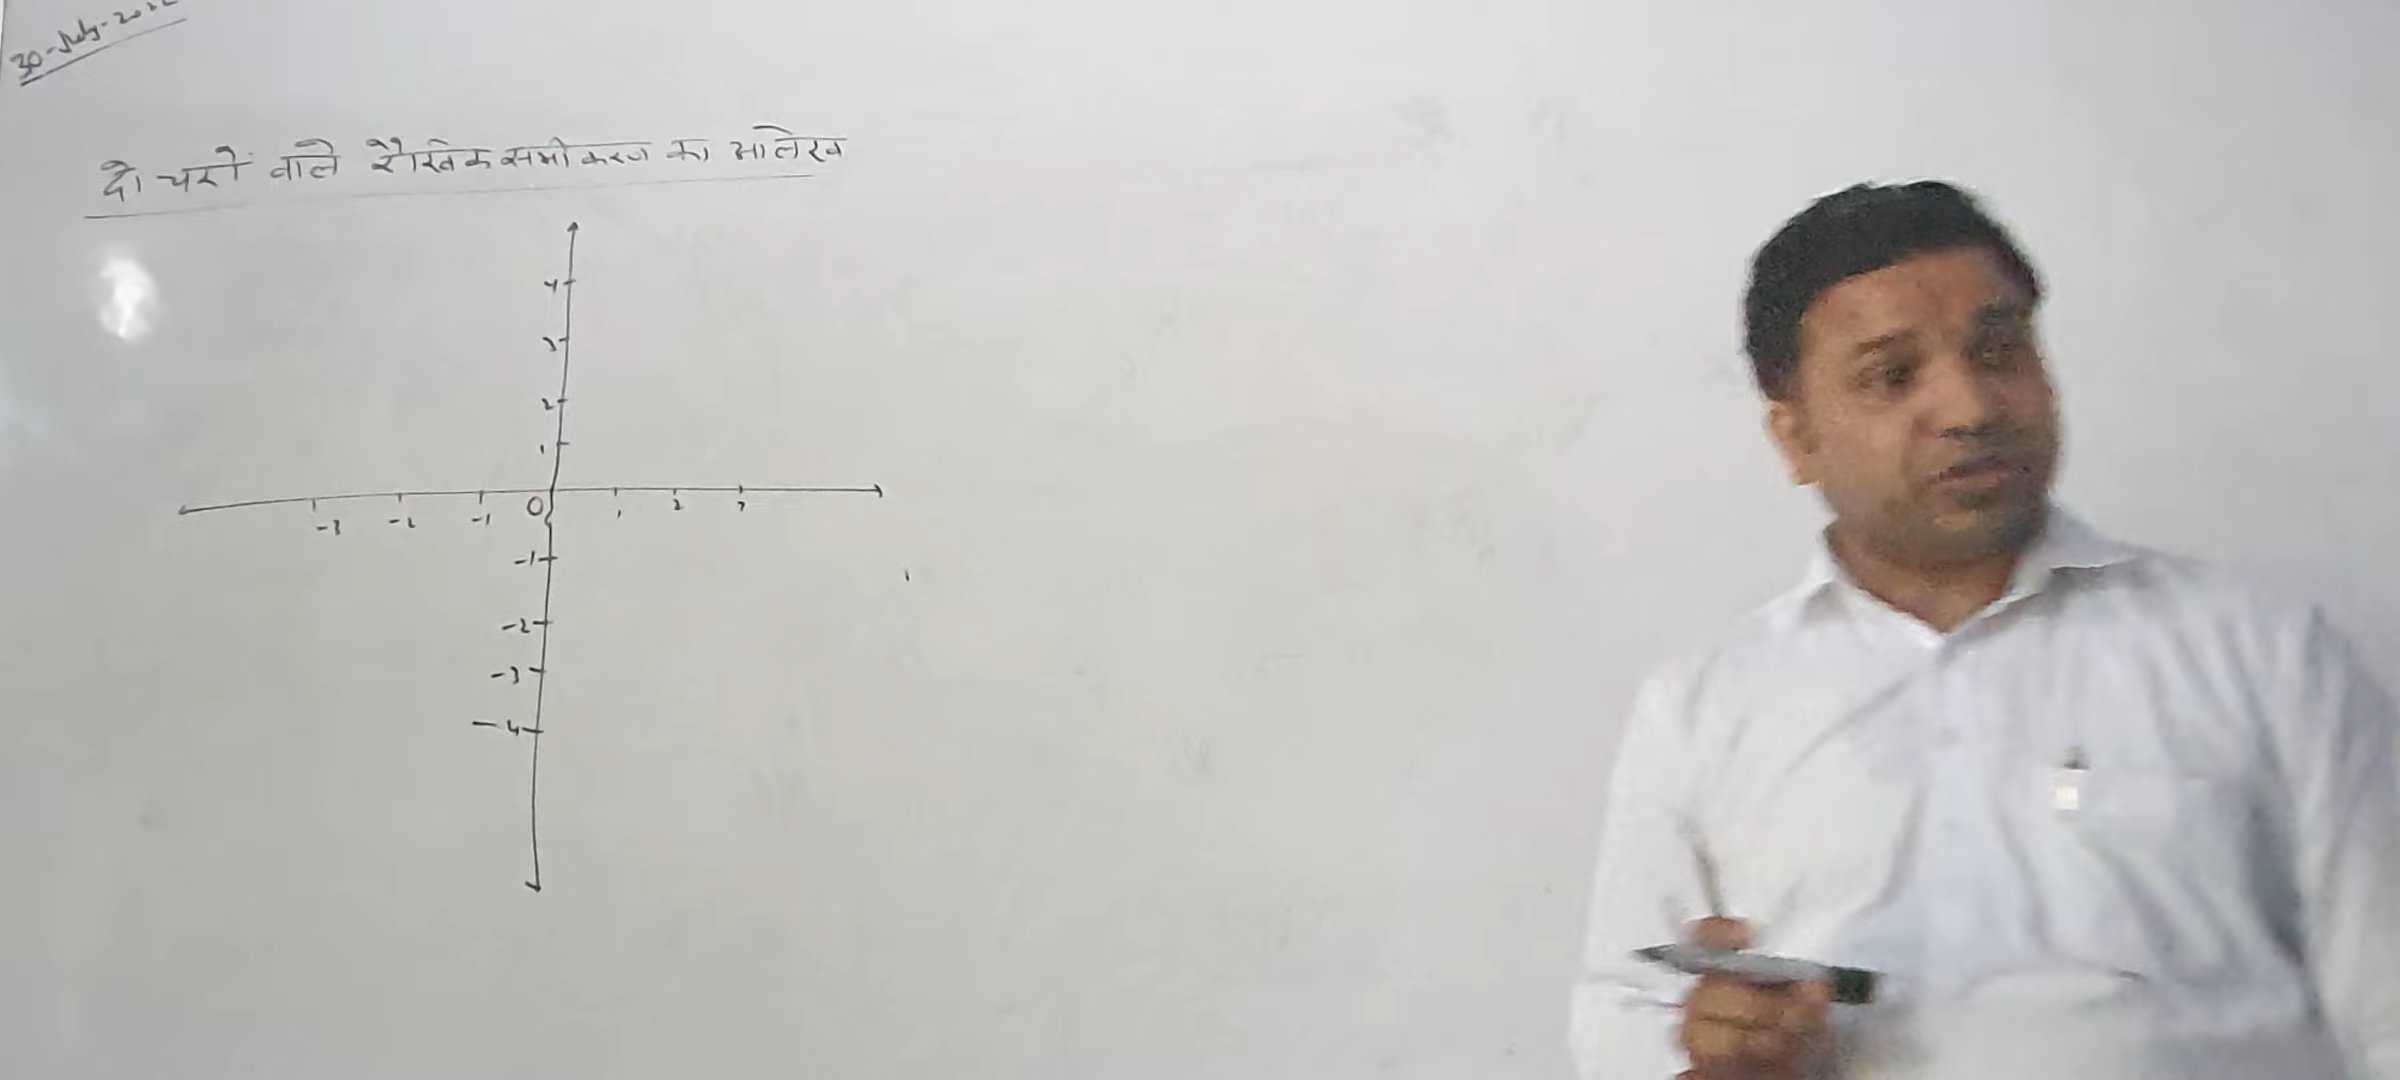 30-July-2022
दो चरों वाले रैखिक समीकरण का आलेख
4
3
2
1
-3 -2 -1 0 1 2 3
-1
-2
-3
-4